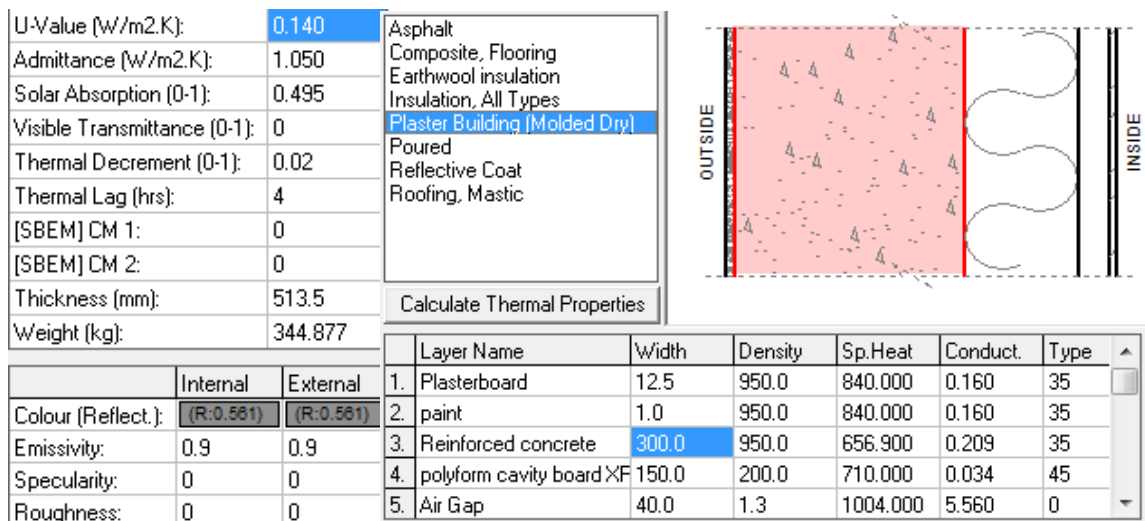 U-Value (W/m2.K): 0.140
Admittance (W/m2.K): 1.050
Solar Absorption (0-1): 0.495
Visible Transmittance (0-1): 0
Thermal Decrement (0-1): 0.02
Thermal Lag (hrs): 4
[SBEM] CM 1: 0
[SBEM] CM 2: 0
Thickness (mm): 513.5
Weight (kg): 344.877
Internal External
Colour (Reflect.): (R:0.561) (R:0.561)
Emissivity: 0.9 0.9
Specularity: 0 0
Roughness: 0 0
Asphalt
Composite, Flooring
Earthwool insulation
Insulation, All Types
Plaster Building (Molded Dry)
Poured
Reflective Coat
Roofing, Mastic
Calculate Thermal Properties
OUTSIDE
INSIDE
Layer Name Width Density Sp.Heat Conduct. Type
1. Plasterboard 12.5 950.0 840.000 0.160 35
2. paint 1.0 950.0 840.000 0.160 35
3. Reinforced concrete 300.0 950.0 656.900 0.209 35
4. polyform cavity board XF 150.0 200.0 710.000 0.034 45
5. Air Gap 40.0 1.3 1004.000 5.560 0